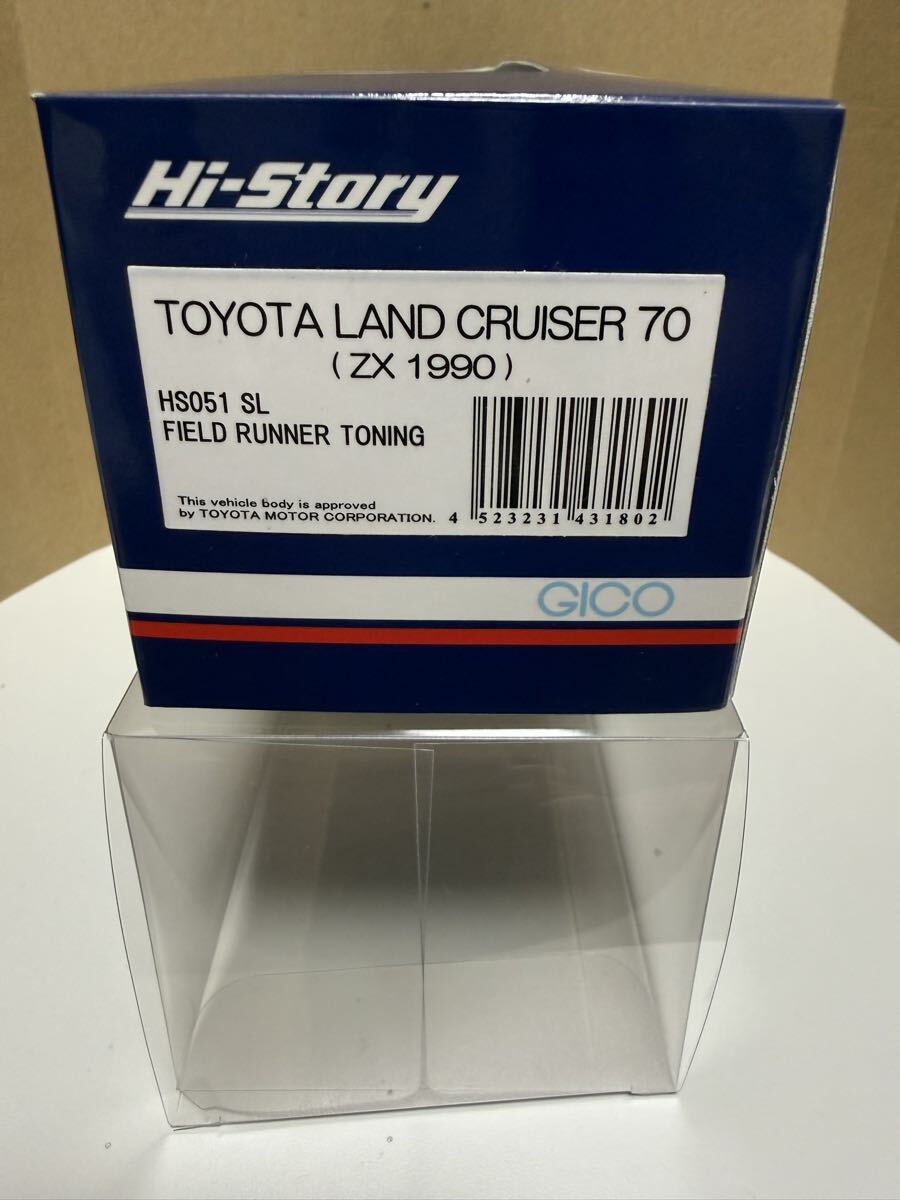 Hi-Story
TOYOTA LAND CRUISER 70
(ZX 1990)
HS051 SL
FIELD RUNNER TONING
This vehicle body is approved
by TOYOTA MOTOR CORPORATION.
4 523231 431802
GICO